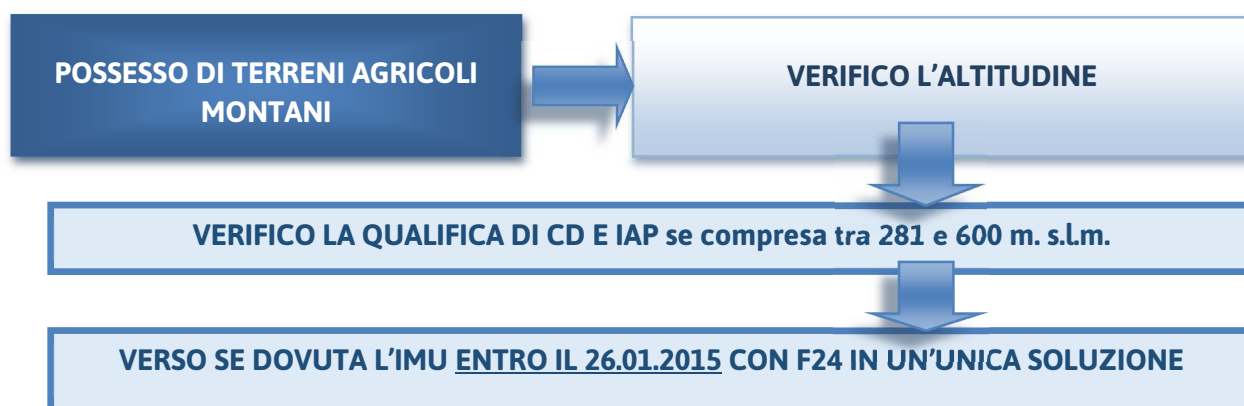 POSSESSO DI TERRENI AGRICOLI
MONTANI
VERIFICO L'ALTITUDINE
VERIFICO LA QUALIFICA DI CD E IAP se compresa tra 281 e 600 m. s.l.m.
VERSO SE DOVUTA L'IMU ENTRO IL 26.01.2015 CON F24 IN UN'UNICA SOLUZIONE